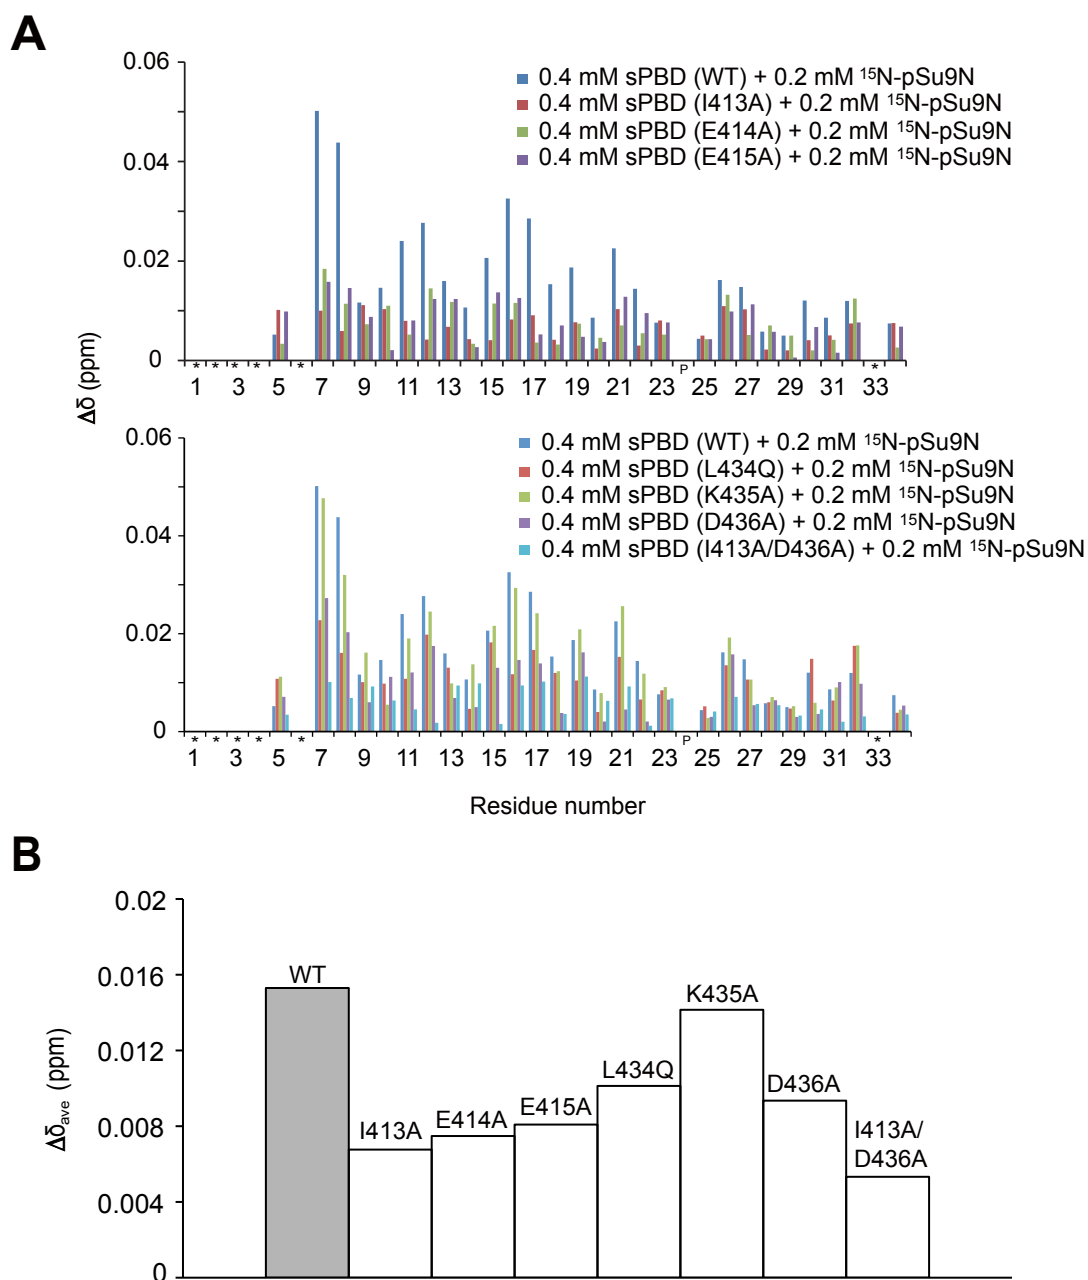 A
0.06
0.04
0.02
0
Δδ (ppm)
0.4 mM sPBD (WT) + 0.2 mM ¹⁵N-pSu9N
0.4 mM sPBD (I413A) + 0.2 mM ¹⁵N-pSu9N
0.4 mM sPBD (E414A) + 0.2 mM ¹⁵N-pSu9N
0.4 mM sPBD (E415A) + 0.2 mM ¹⁵N-pSu9N
* * * * * P *
1 3 5 7 9 11 13 15 17 19 21 23 25 27 29 31 33
0.06
0.04
0.02
0
0.4 mM sPBD (WT) + 0.2 mM ¹⁵N-pSu9N
0.4 mM sPBD (L434Q) + 0.2 mM ¹⁵N-pSu9N
0.4 mM sPBD (K435A) + 0.2 mM ¹⁵N-pSu9N
0.4 mM sPBD (D436A) + 0.2 mM ¹⁵N-pSu9N
0.4 mM sPBD (I413A/D436A) + 0.2 mM ¹⁵N-pSu9N
* * * * * P *
1 3 5 7 9 11 13 15 17 19 21 23 25 27 29 31 33
Residue number
B
0.02
0.016
0.012
0.008
0.004
0
Δδave (ppm)
WT
I413A
E414A
E415A
L434Q
K435A
D436A
I413A/
D436A